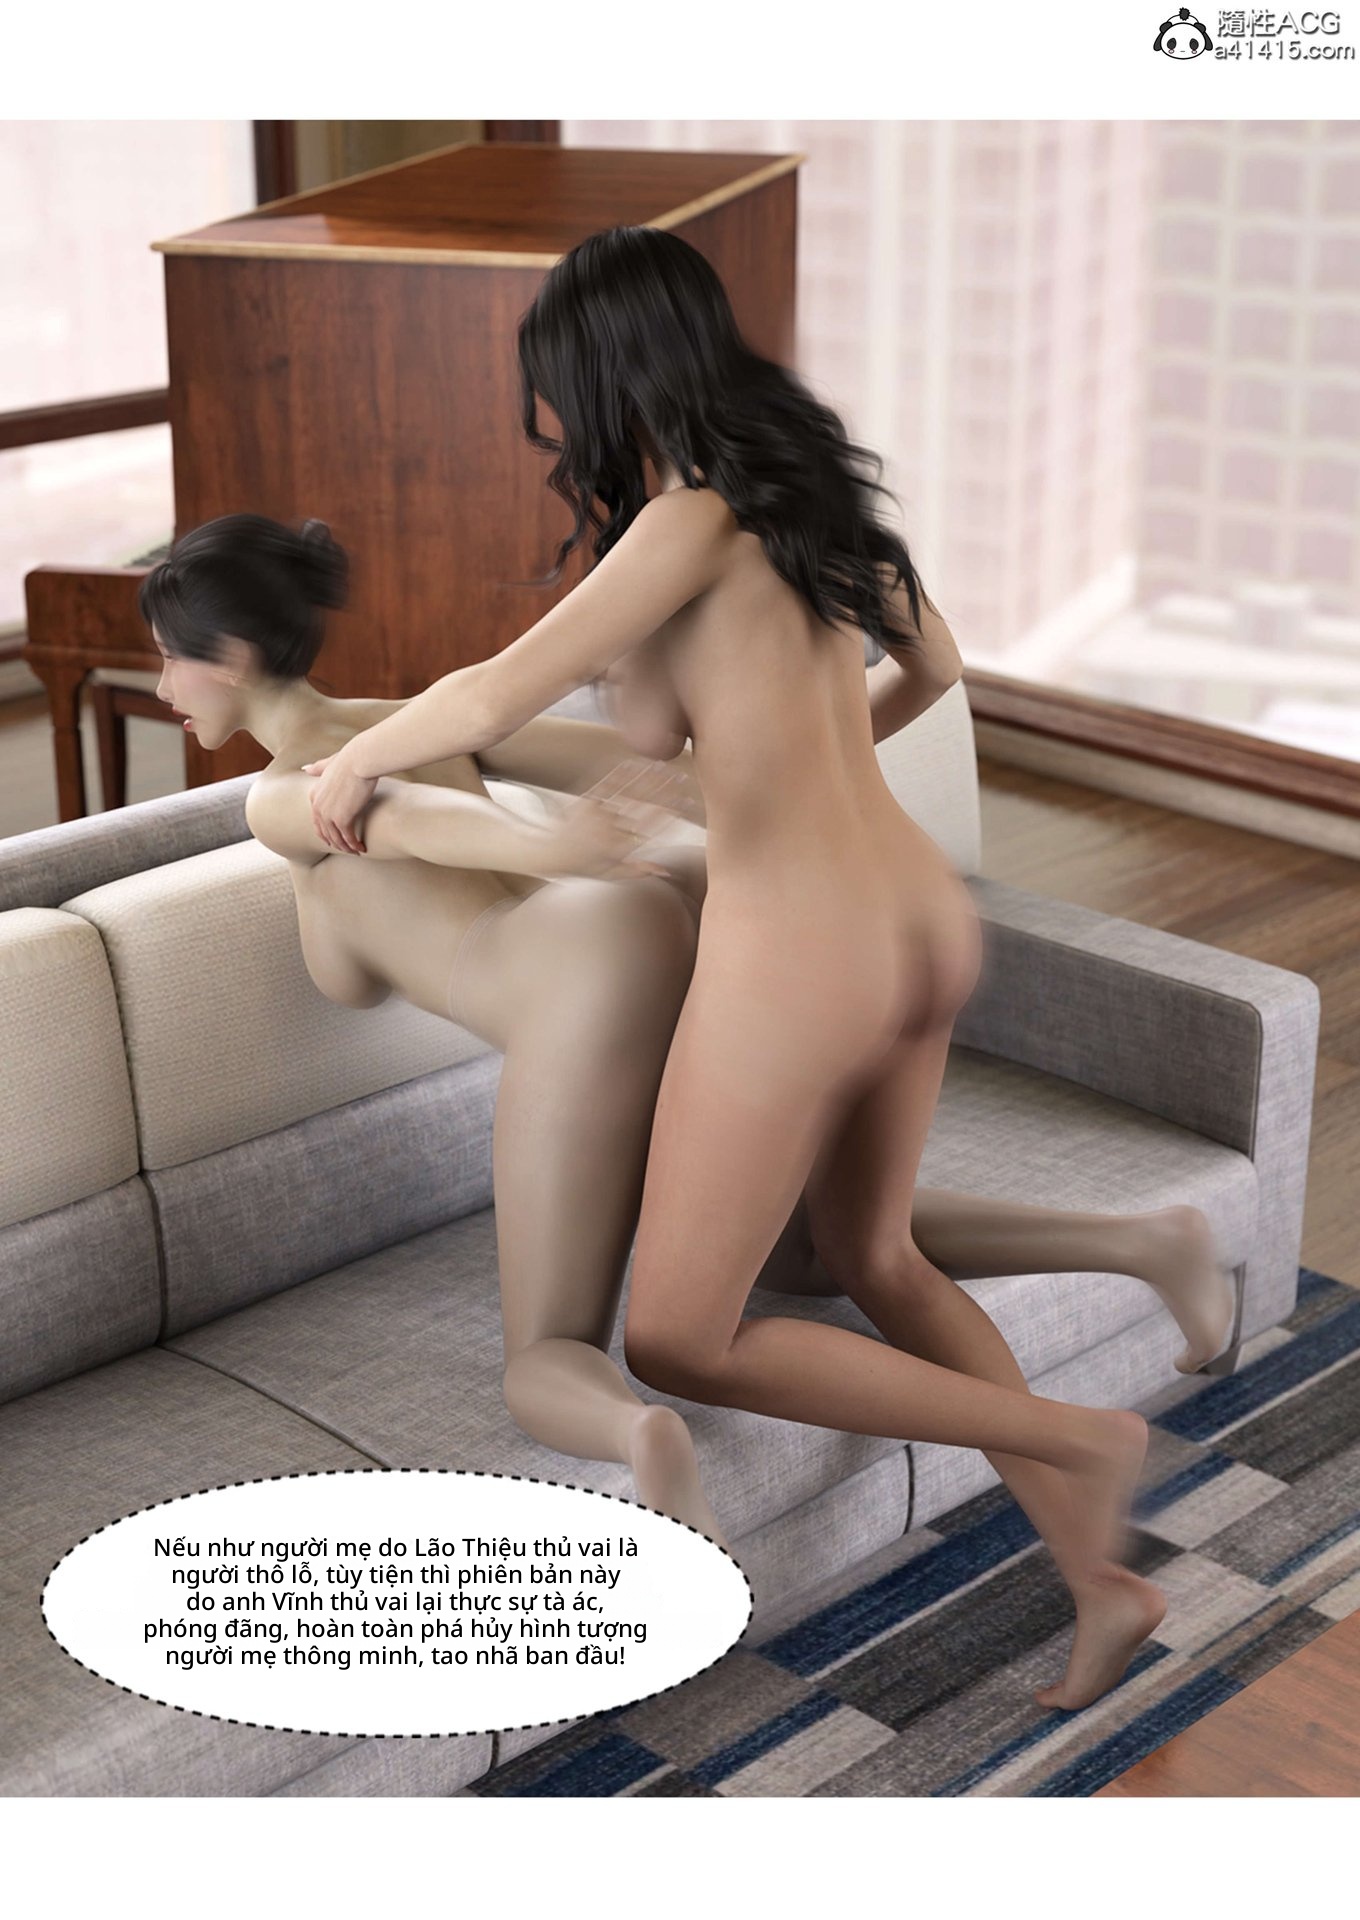 隨性ACG
a41415.com
Nếu như người mẹ do Lão Thiệu thủ vai là
người thô lỗ, tùy tiện thì phiên bản này
do anh Vĩnh thủ vai lại thực sự tà ác,
phóng đãng, hoàn toàn phá hủy hình tượng
người mẹ thông minh, tao nhã ban đầu!